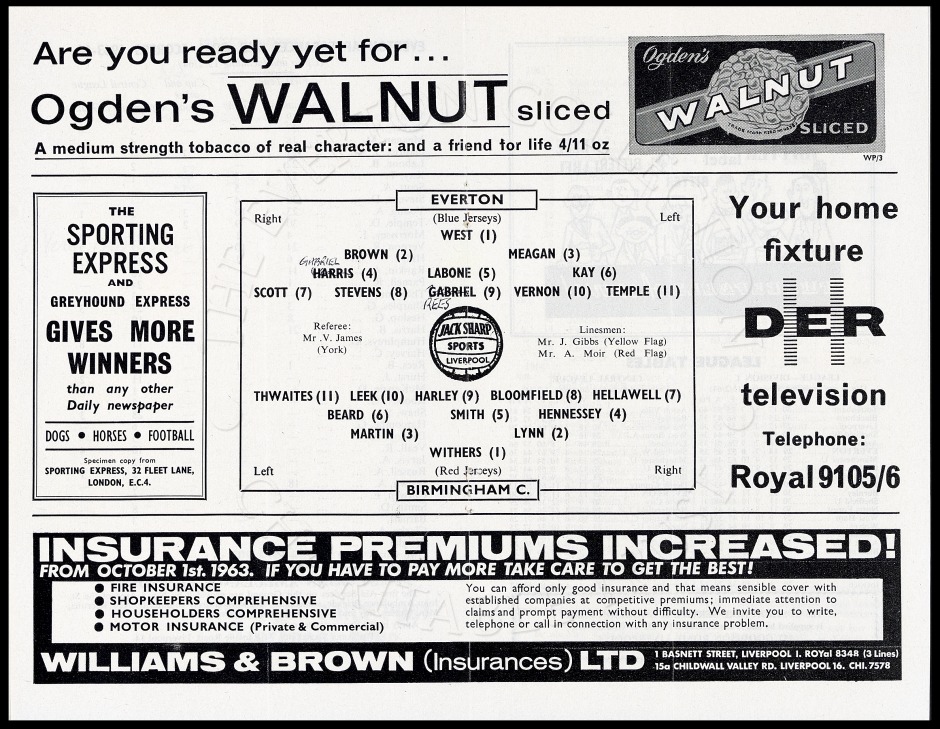 Are you ready yet for...
Ogden's WALNUT sliced
A medium strength tobacco of real character: and a friend for life 4/11 oz
Ogden's
WALNUT
SLICED
WP/3
THE
SPORTING
EXPRESS
AND
GREYHOUND EXPRESS
GIVES MORE
WINNERS
than any other
Daily newspaper
DOGS • HORSES • FOOTBALL
Specimen copy from
SPORTING EXPRESS, 32 FLEET LANE,
LONDON, E.C.4.
EVERTON
Right (Blue Jerseys) Left
WEST (1)
BROWN (2) MEAGAN (3)
GABRIEL
HARRIS (4) LABONE (5) KAY (6)
SCOTT (7) STEVENS (8) GABRIEL (9) VERNON (10) TEMPLE (11)
REES
Referee:
Mr .V. James
(York)
JACK SHARP
SPORTS
LIVERPOOL
Linesmen:
Mr. J. Gibbs (Yellow Flag)
Mr. A. Moir (Red Flag)
THWAITES (11) LEEK (10) HARLEY (9) BLOOMFIELD (8) HELLAWELL (7)
BEARD (6) SMITH (5) HENNESSEY (4)
MARTIN (3) LYNN (2)
WITHERS (1)
Left (Red Jerseys) Right
BIRMINGHAM C.
Your home
fixture
DER
television
Telephone:
Royal 9105/6
INSURANCE PREMIUMS INCREASED!
FROM OCTOBER 1st. 1963. IF YOU HAVE TO PAY MORE TAKE CARE TO GET THE BEST!
● FIRE INSURANCE
● SHOPKEEPERS COMPREHENSIVE
● HOUSEHOLDERS COMPREHENSIVE
● MOTOR INSURANCE (Private & Commercial)
You can afford only good insurance and that means sensible cover with
established companies at competitive premiums; immediate attention to
claims and prompt payment without difficulty. We invite you to write,
telephone or call in connection with any insurance problem.
WILLIAMS & BROWN (Insurances) LTD
1 BASNETT STREET, LIVERPOOL 1. ROYal 8348 (3 Lines)
15a CHILDWALL VALLEY RD. LIVERPOOL 16. CHI. 7578